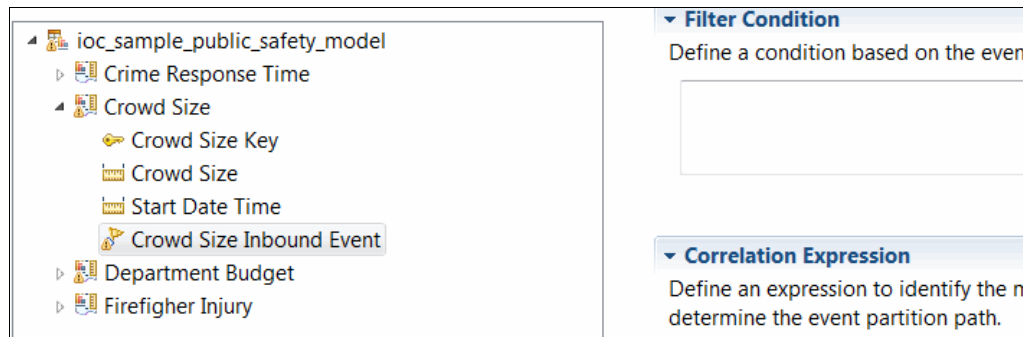 ioc_sample_public_safety_model
Crime Response Time
Crowd Size
Crowd Size Key
Crowd Size
Start Date Time
Crowd Size Inbound Event
Department Budget
Firefigher Injury
Filter Condition
Define a condition based on the even
Correlation Expression
Define an expression to identify the
determine the event partition path.